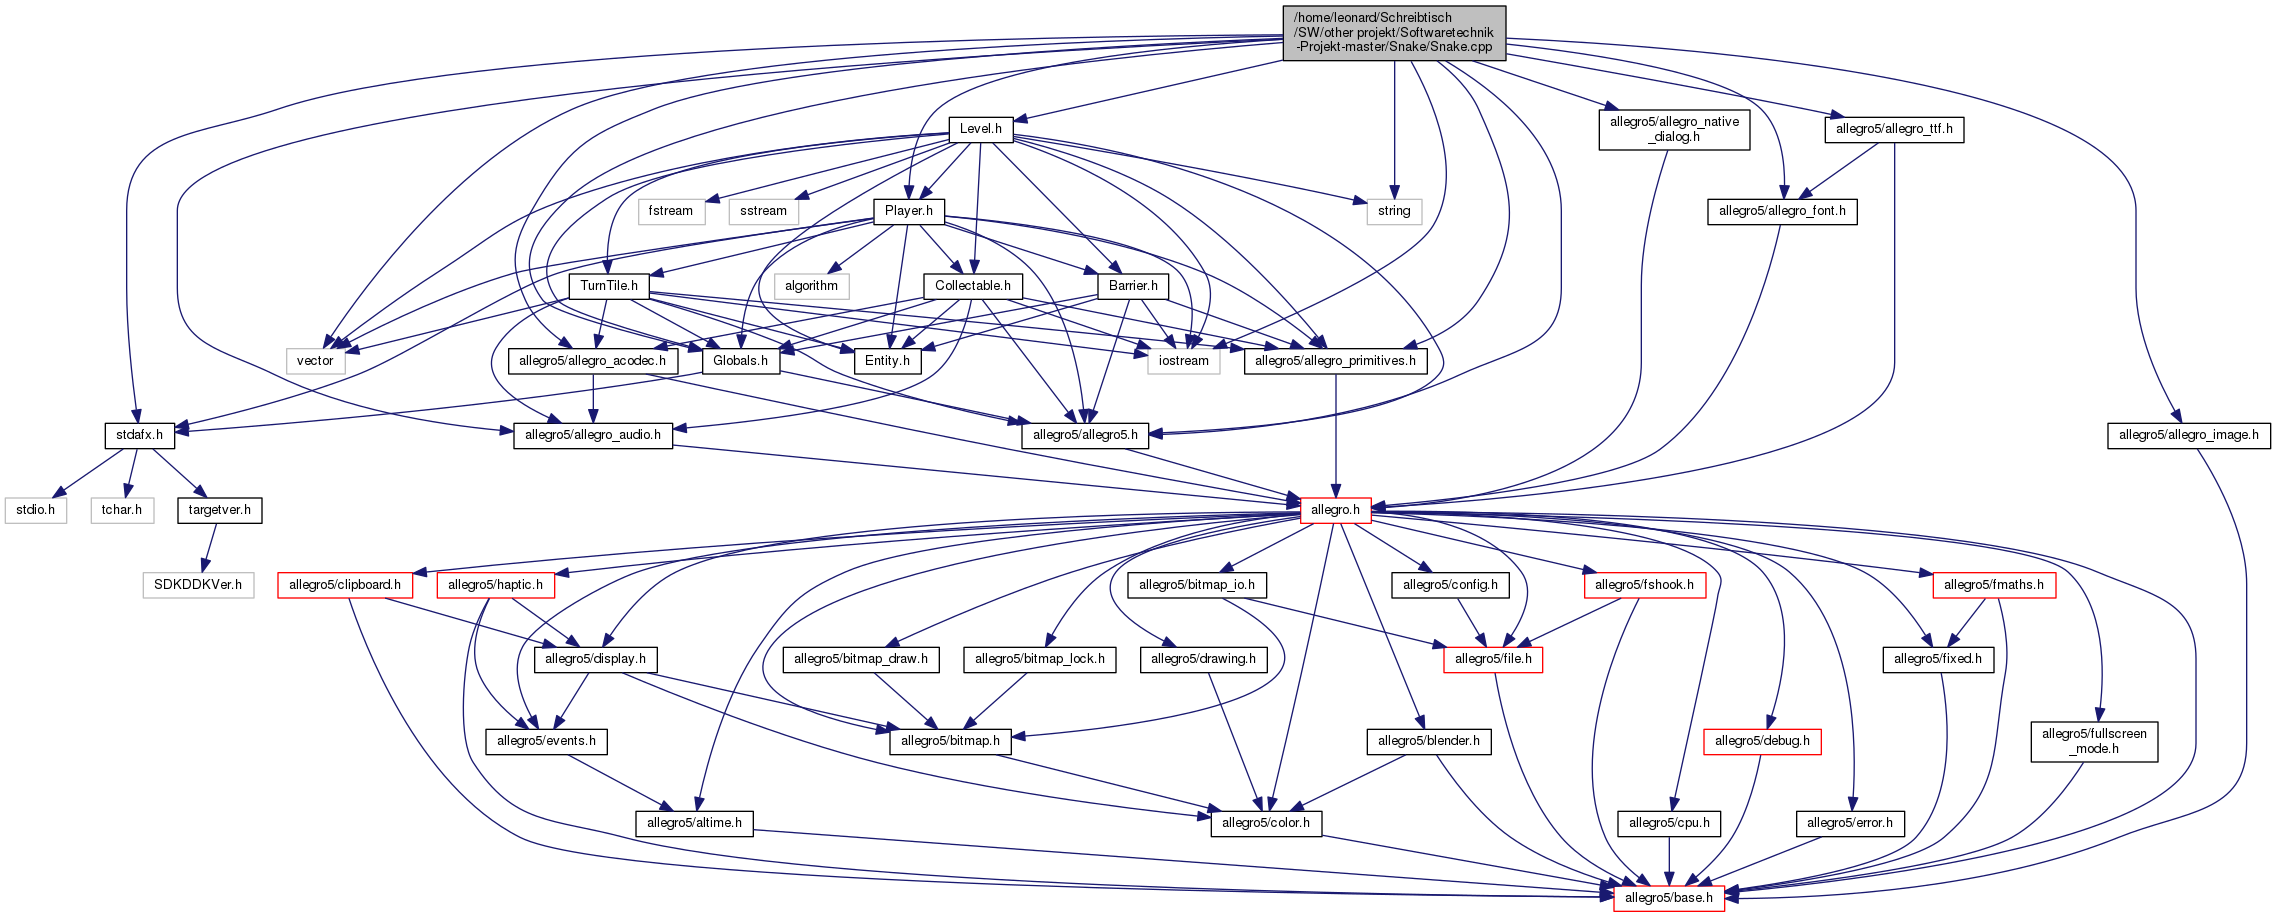 /home/leonard/Schreibtisch
/SW/other projekt/Softwaretechnik
-Projekt-master/Snake/Snake.cpp
Level.h
allegro5/allegro_native
_dialog.h
allegro5/allegro_ttf.h
fstream
sstream
Player.h
string
allegro5/allegro_font.h
TurnTile.h
algorithm
Collectable.h
Barrier.h
vector
allegro5/allegro_acodec.h
Globals.h
Entity.h
iostream
allegro5/allegro_primitives.h
stdafx.h
allegro5/allegro_audio.h
allegro5/allegro5.h
allegro5/allegro_image.h
stdio.h
tchar.h
targetver.h
allegro.h
SDKDDKVer.h
allegro5/clipboard.h
allegro5/haptic.h
allegro5/bitmap_io.h
allegro5/config.h
allegro5/fshook.h
allegro5/fmaths.h
allegro5/display.h
allegro5/bitmap_draw.h
allegro5/bitmap_lock.h
allegro5/drawing.h
allegro5/file.h
allegro5/fixed.h
allegro5/events.h
allegro5/bitmap.h
allegro5/blender.h
allegro5/debug.h
allegro5/fullscreen
_mode.h
allegro5/altime.h
allegro5/color.h
allegro5/cpu.h
allegro5/error.h
allegro5/base.h